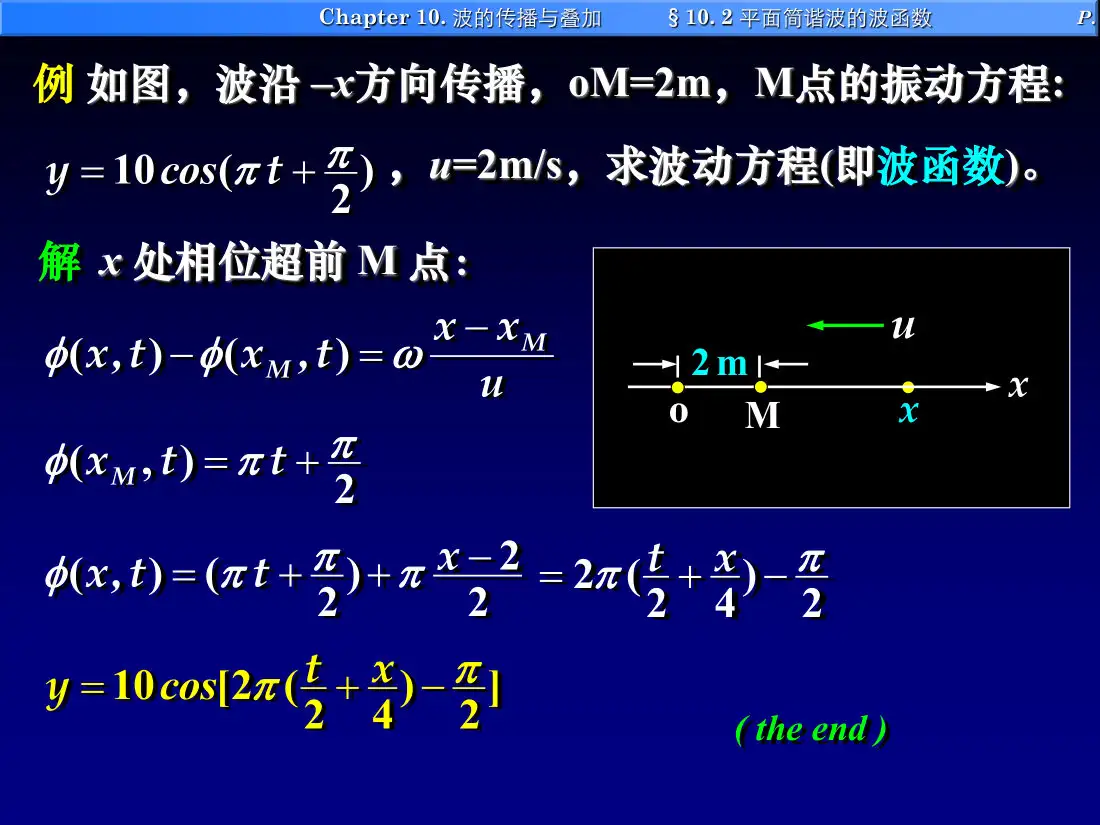 Chapter 10. 波的传播与叠加 §10. 2 平面简谐波的波函数 P.
例 如图，波沿 –x方向传播，oM=2m，M点的振动方程:
y = 10 cos(π t + π/2) ，u=2m/s，求波动方程(即波函数)。
解 x 处相位超前 M 点:
ϕ(x, t) − ϕ(x_M, t) = ω (x − x_M)/u
u
2 m
o M x x
ϕ(x_M, t) = π t + π/2
ϕ(x, t) = (π t + π/2) + π (x − 2)/2 = 2π (t/2 + x/4) − π/2
y = 10 cos[2π (t/2 + x/4) − π/2]
( the end )